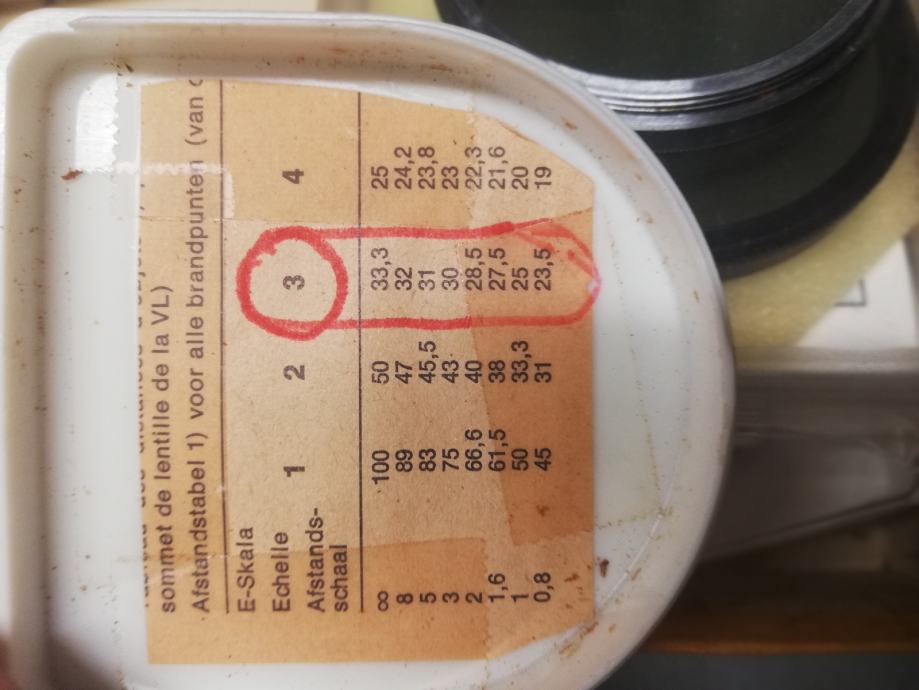 sommet de lentille de la VL)
Afstandstabel 1) voor alle brandpunten (van
E-Skala
Echelle 1 2 3 4
Afstands-
schaal
∞ 100 50 33,3 25
8 89 47 32 24,2
5 83 45,5 31 23,8
3 75 43 30 23
2 66,6 40 28,5 22,3
1,6 61,5 38 27,5 21,6
1 50 33,3 25 20
0,8 45 31 23,5 19